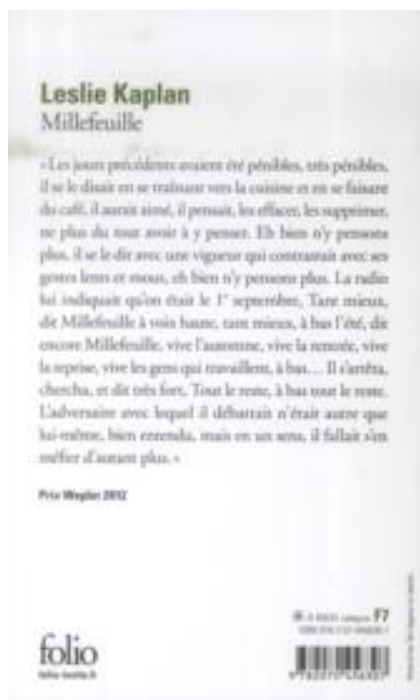 Leslie Kaplan
Millefeuille
« Les jours précédents avaient été pénibles, très pénibles,
il se le disait en se traînant vers la cuisine et en se faisant
du café, il aurait aimé, il pensait, les effacer, les supprimer,
ne plus du tout avoir à y penser. Eh bien n'y pensons
plus, il se le dit avec une vigueur qui contrastait avec ses
gestes lents et mous, eh bien n'y pensons plus. La radio
lui indiquait qu'on était le 1er septembre, Tant mieux,
dit Millefeuille à voix haute, tant mieux, à bas l'été, dit
encore Millefeuille, vive l'automne, vive la rentrée, vive
la reprise, vive les gens qui travaillent, à bas... Il s'arrêta,
chercha, et dit très fort, Tout le reste, à bas tout le reste.
L'adversaire avec lequel il débattait n'était autre que
lui-même, bien entendu, mais en un sens, il fallait s'en
méfier d'autant plus. »
Prix Wepler 2012
catégorie F7
folio